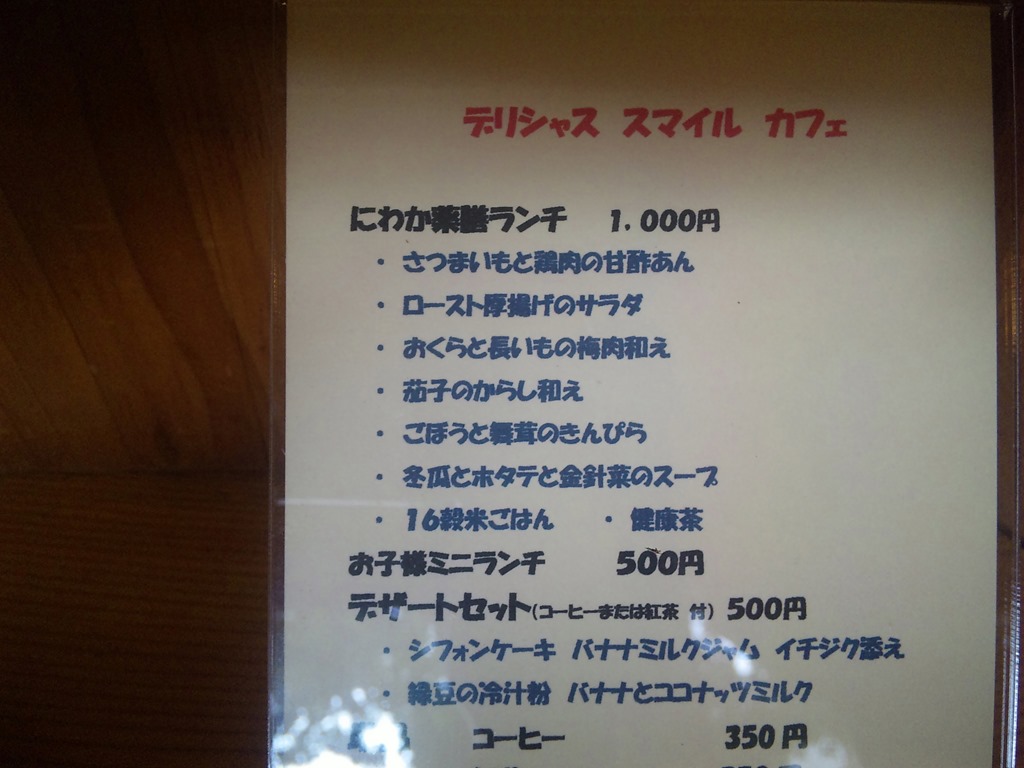 デリシャス スマイル カフェ
にわか薬膳ランチ 1.000円
・ さつまいもと鶏肉の甘酢あん
・ ロースト厚揚げのサラダ
・ おくらと長いもの梅肉和え
・ 茄子のからし和え
・ ごぼうと舞茸のきんぴら
・ 冬瓜とホタテと金針菜のスープ
・ 16穀米ごはん ・ 健康茶
お子様ミニランチ 500円
デザートセット(コーヒーまたは紅茶 付) 500円
・ シフォンケーキ バナナミルクジャム イチジク添え
・ 緑豆の冷汁粉 バナナとココナッツミルク
コーヒー 350円